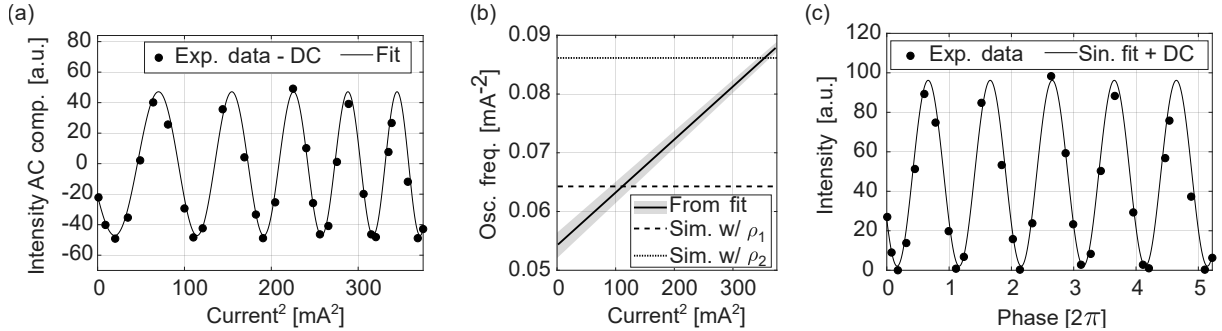 (a)
Intensity AC comp. [a.u.]
80
60
40
20
0
-20
-40
-60
Exp. data - DC
Fit
0
100
200
300
Current² [mA²]
(b)
Osc. freq. [mA⁻²]
0.09
0.08
0.07
0.06
0.05
From fit
Sim. w/ ρ₁
Sim. w/ ρ₂
0
100
200
300
Current² [mA²]
(c)
Intensity [a.u.]
120
100
80
60
40
20
0
Exp. data
Sin. fit + DC
0
1
2
3
4
5
Phase [2π]